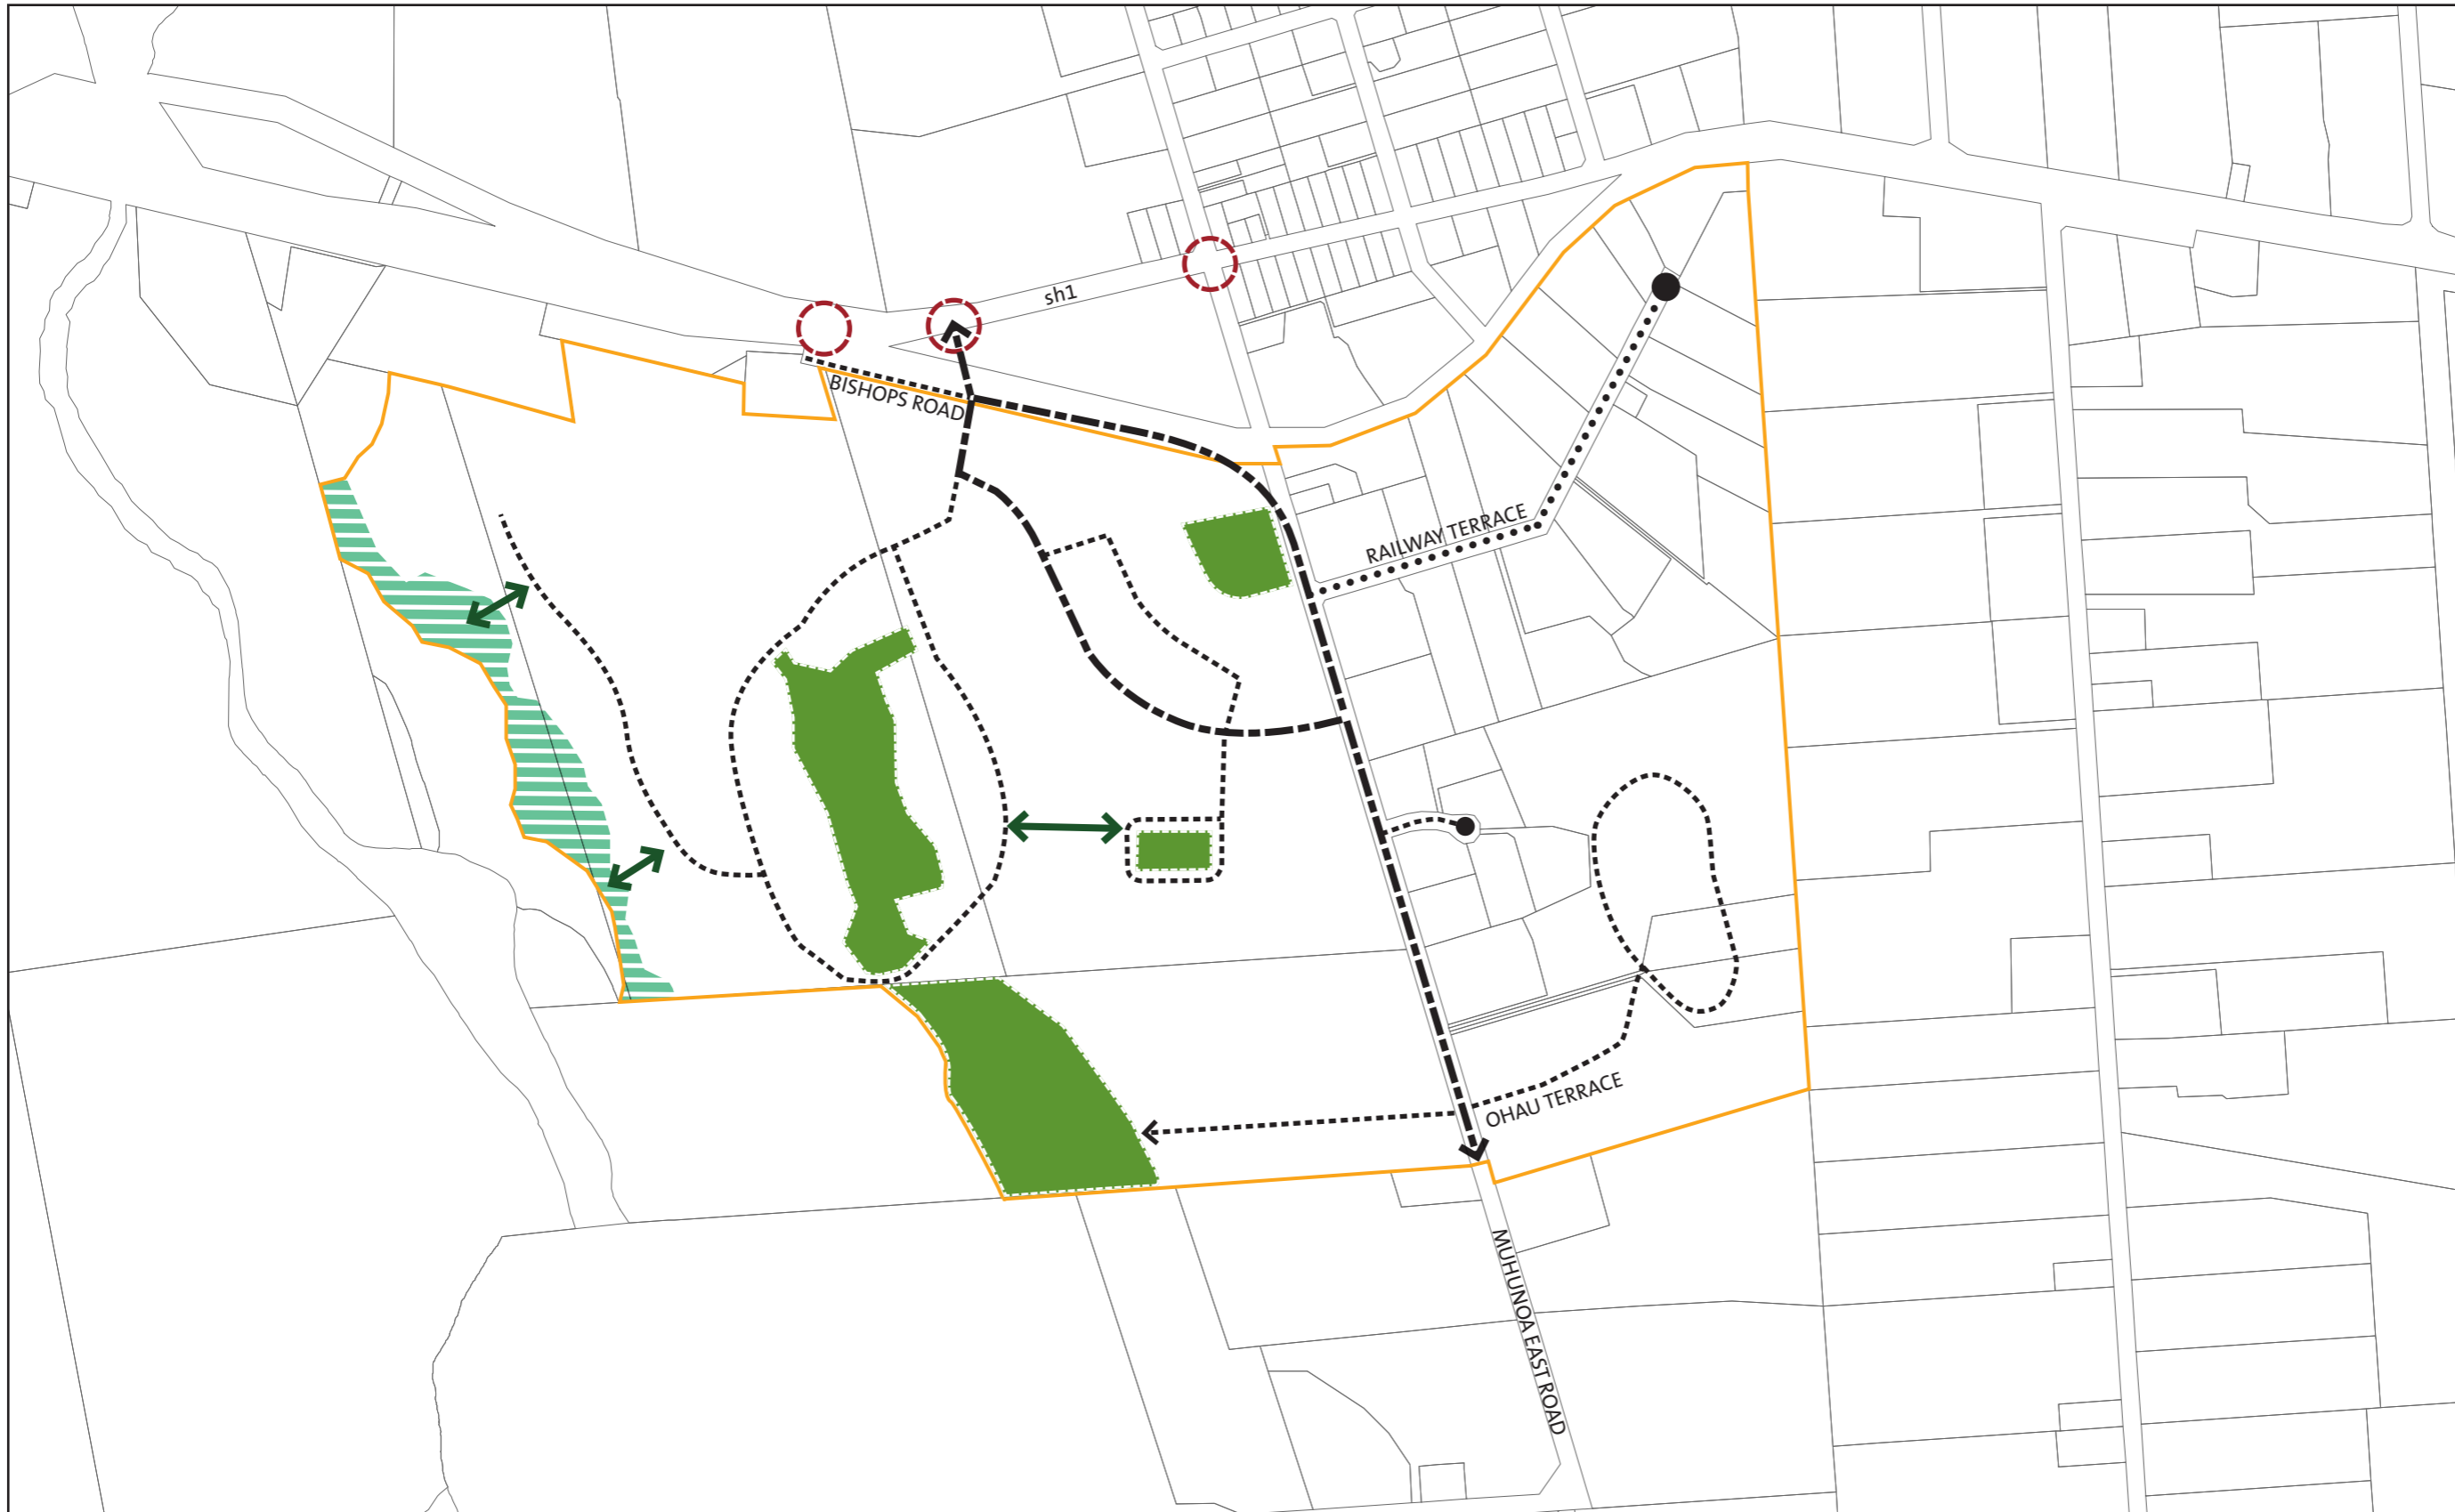 sh1
BISHOPS ROAD
RAILWAY TERRACE
OHAU TERRACE
MUHUNOA EAST ROAD